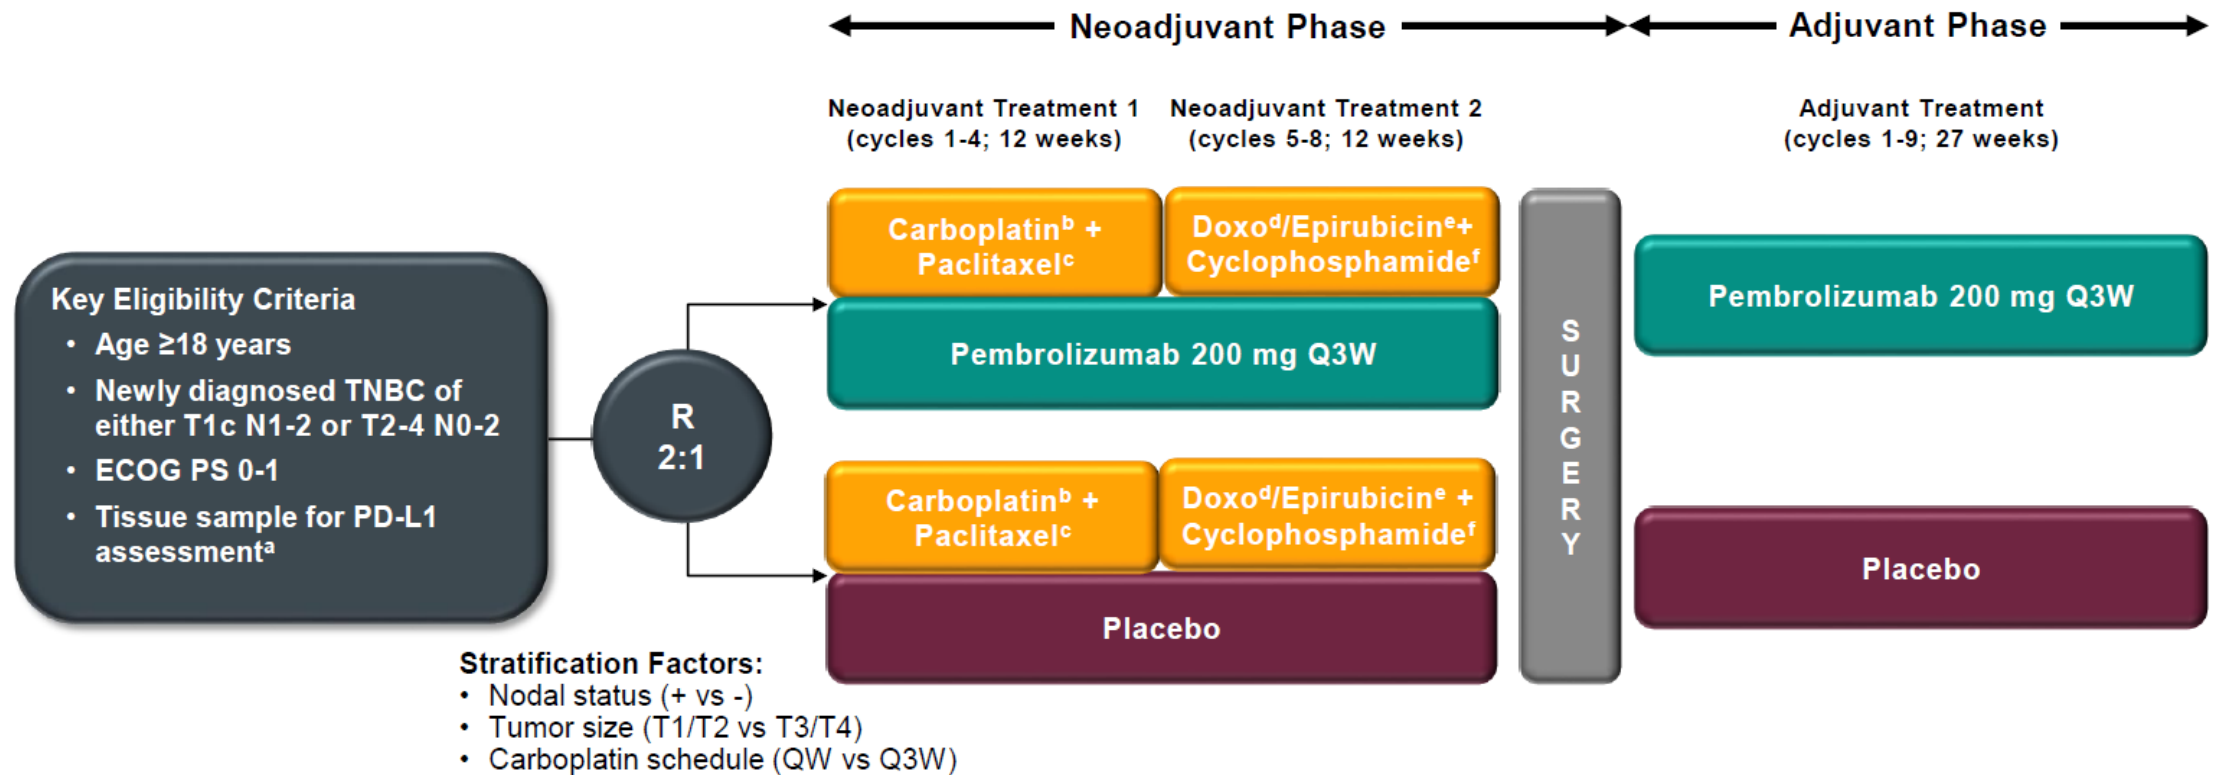 Neoadjuvant Phase
Adjuvant Phase
Neoadjuvant Treatment 1
(cycles 1-4; 12 weeks)
Neoadjuvant Treatment 2
(cycles 5-8; 12 weeks)
Adjuvant Treatment
(cycles 1-9; 27 weeks)
Key Eligibility Criteria
• Age ≥18 years
• Newly diagnosed TNBC of
either T1c N1-2 or T2-4 N0-2
• ECOG PS 0-1
• Tissue sample for PD-L1
assessmentᵃ
R
2:1
Carboplatinᵇ +
Paclitaxelᶜ
Doxoᵈ/Epirubicinᵉ+
Cyclophosphamideᶠ
Pembrolizumab 200 mg Q3W
Carboplatinᵇ +
Paclitaxelᶜ
Doxoᵈ/Epirubicinᵉ +
Cyclophosphamideᶠ
Placebo
S
U
R
G
E
R
Y
Pembrolizumab 200 mg Q3W
Placebo
Stratification Factors:
• Nodal status (+ vs -)
• Tumor size (T1/T2 vs T3/T4)
• Carboplatin schedule (QW vs Q3W)